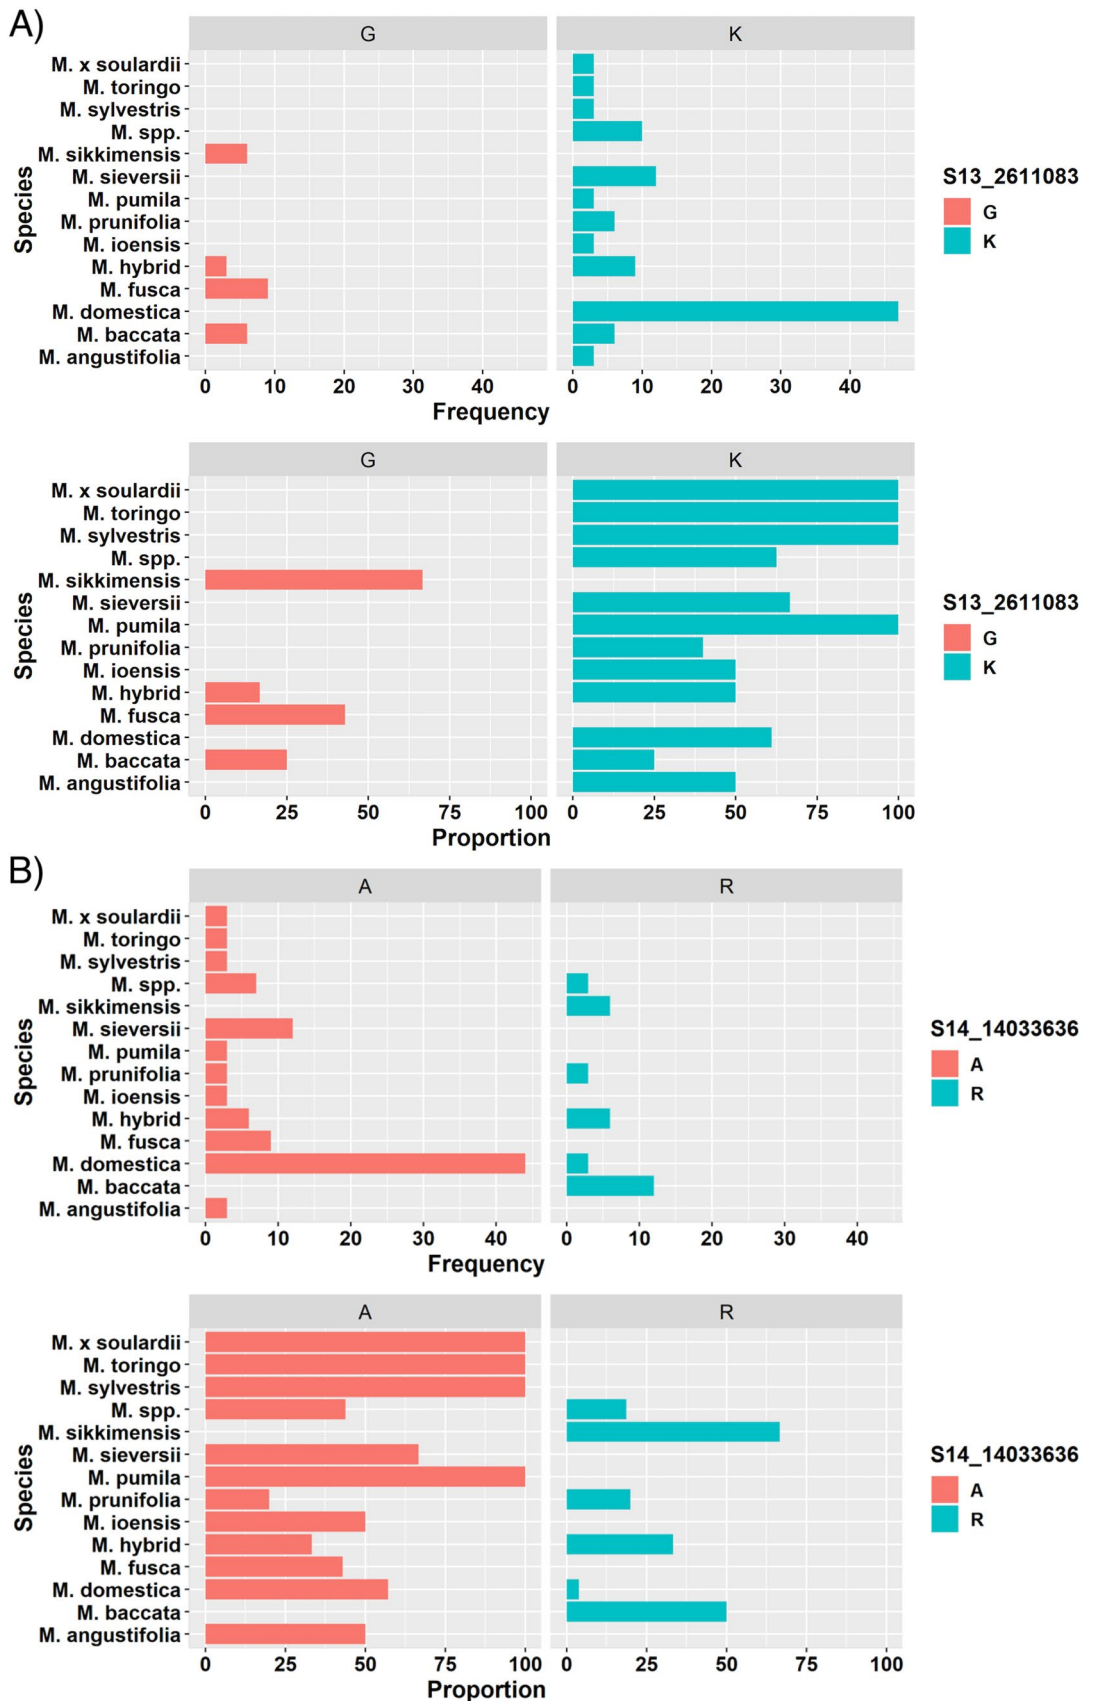 A)
G K
M. x soulardii
M. toringo
M. sylvestris
M. spp.
M. sikkimensis
M. sieversii
M. pumila
M. prunifolia
M. ioensis
M. hybrid
M. fusca
M. domestica
M. baccata
M. angustifolia
Species
0 10 20 30 40 0 10 20 30 40
Frequency
S13_2611083
G
K
G K
M. x soulardii
M. toringo
M. sylvestris
M. spp.
M. sikkimensis
M. sieversii
M. pumila
M. prunifolia
M. ioensis
M. hybrid
M. fusca
M. domestica
M. baccata
M. angustifolia
Species
0 25 50 75 100 0 25 50 75 100
Proportion
S13_2611083
G
K
B)
A R
M. x soulardii
M. toringo
M. sylvestris
M. spp.
M. sikkimensis
M. sieversii
M. pumila
M. prunifolia
M. ioensis
M. hybrid
M. fusca
M. domestica
M. baccata
M. angustifolia
Species
0 10 20 30 40 0 10 20 30 40
Frequency
S14_14033636
A
R
A R
M. x soulardii
M. toringo
M. sylvestris
M. spp.
M. sikkimensis
M. sieversii
M. pumila
M. prunifolia
M. ioensis
M. hybrid
M. fusca
M. domestica
M. baccata
M. angustifolia
Species
0 25 50 75 100 0 25 50 75 100
Proportion
S14_14033636
A
R